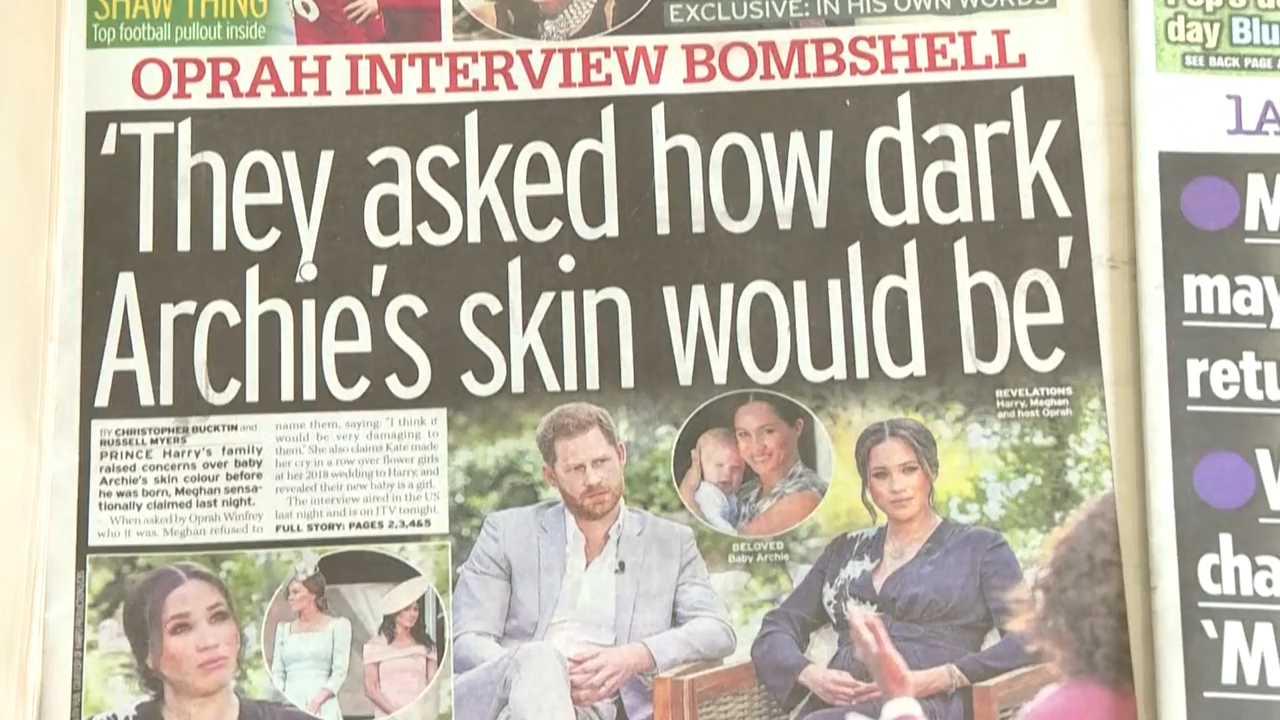 SHAW THING
Top football pullout inside
EXCLUSIVE: IN HIS OWN WORDS
OPRAH INTERVIEW BOMBSHELL
‘They asked how dark
Archie’s skin would be’
REVELATIONS
Harry, Meghan
and host Oprah
BY CHRISTOPHER BUCKTIN and
RUSSELL MYERS
PRINCE Harry's family
raised concerns over baby
Archie's skin colour before
he was born, Meghan sensa-
tionally claimed last night.
When asked by Oprah Winfrey
who it was, Meghan refused to
name them, saying: "I think it
would be very damaging to
them." She also claims Kate made
her cry in a row over flower girls
at her 2018 wedding to Harry, and
revealed their new baby is a girl.
The interview aired in the US
last night and is on ITV tonight.
FULL STORY: PAGES 2,3,4&5
BELOVED
Baby Archie
day Blu
SEE BACK PAGE
1A
M
may
retu
V
cha
‘M